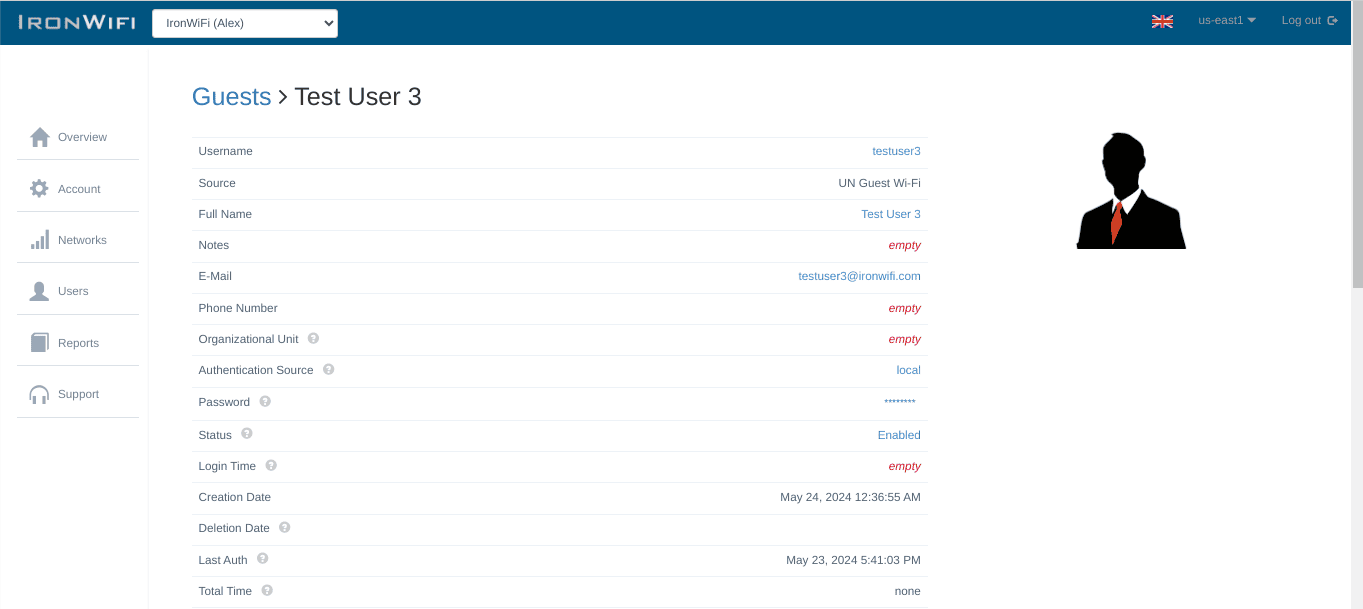 IRONWIFI
IronWiFi (Alex)
us-east1
Log out
Overview
Account
Networks
Users
Reports
Support
Guests > Test User 3
Username testuser3
Source UN Guest Wi-Fi
Full Name Test User 3
Notes empty
E-Mail testuser3@ironwifi.com
Phone Number empty
Organizational Unit ? empty
Authentication Source ? local
Password ? ********
Status ? Enabled
Login Time ? empty
Creation Date May 24, 2024 12:36:55 AM
Deletion Date ?
Last Auth ? May 23, 2024 5:41:03 PM
Total Time ? none